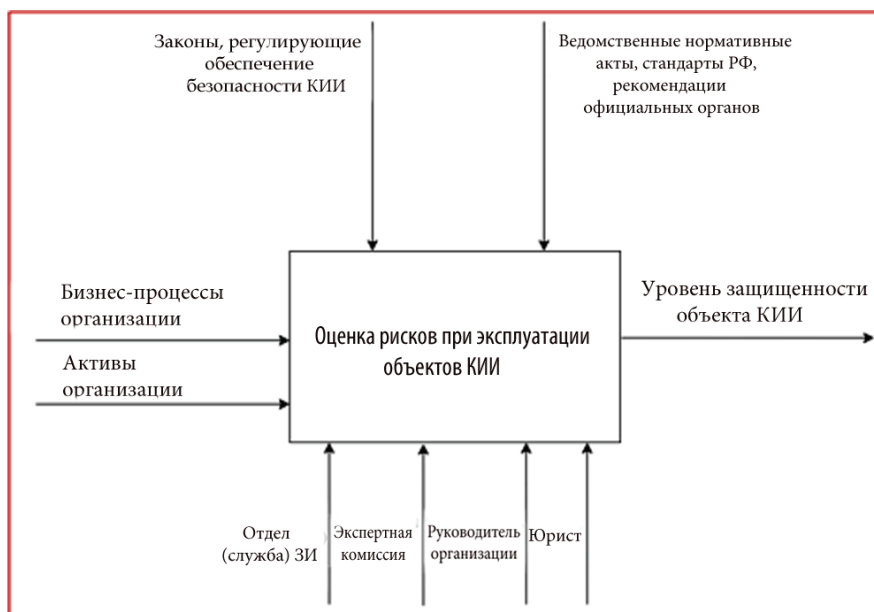 Законы, регулирующие
обеспечение
безопасности КИИ
Ведомственные нормативные
акты, стандарты РФ,
рекомендации
официальных органов
Бизнес-процессы
организации
Активы
организации
Оценка рисков при эксплуатации
объектов КИИ
Уровень защищенности
объекта КИИ
Отдел
(служба) ЗИ
Экспертная
комиссия
Руководитель
организации
Юрист